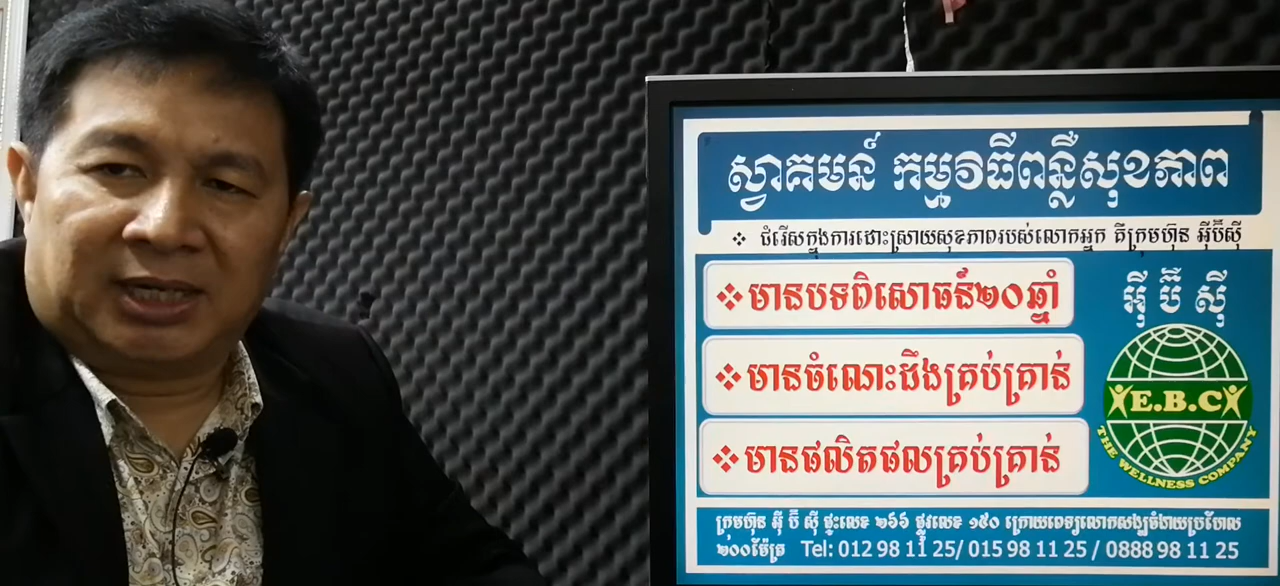 ស្វាគមន៍ កម្មវិធីពន្លឺសុខភាព
❖ ជំរើសក្នុងការដោះស្រាយសុខភាពរបស់លោកអ្នក គឺក្រុមហ៊ុន អ៊ីប៊ីស៊ី
❖មានបទពិសោធន៍២០ឆ្នាំ
❖មានចំណេះដឹងគ្រប់គ្រាន់
❖មានផលិតផលគ្រប់គ្រាន់
អ៊ី ប៊ី ស៊ី
E.B.C
THE WELLNESS COMPANY
ក្រុមហ៊ុន អ៊ី ប៊ី ស៊ី ផ្ទះលេខ ២៦៦ ផ្លូវលេខ ១៥០ ក្រោយពេទ្យលោកសង្ឃចំងាយប្រហែល
២០០ម៉ែត្រ Tel: 012 98 11 25/ 015 98 11 25 / 0888 98 11 25